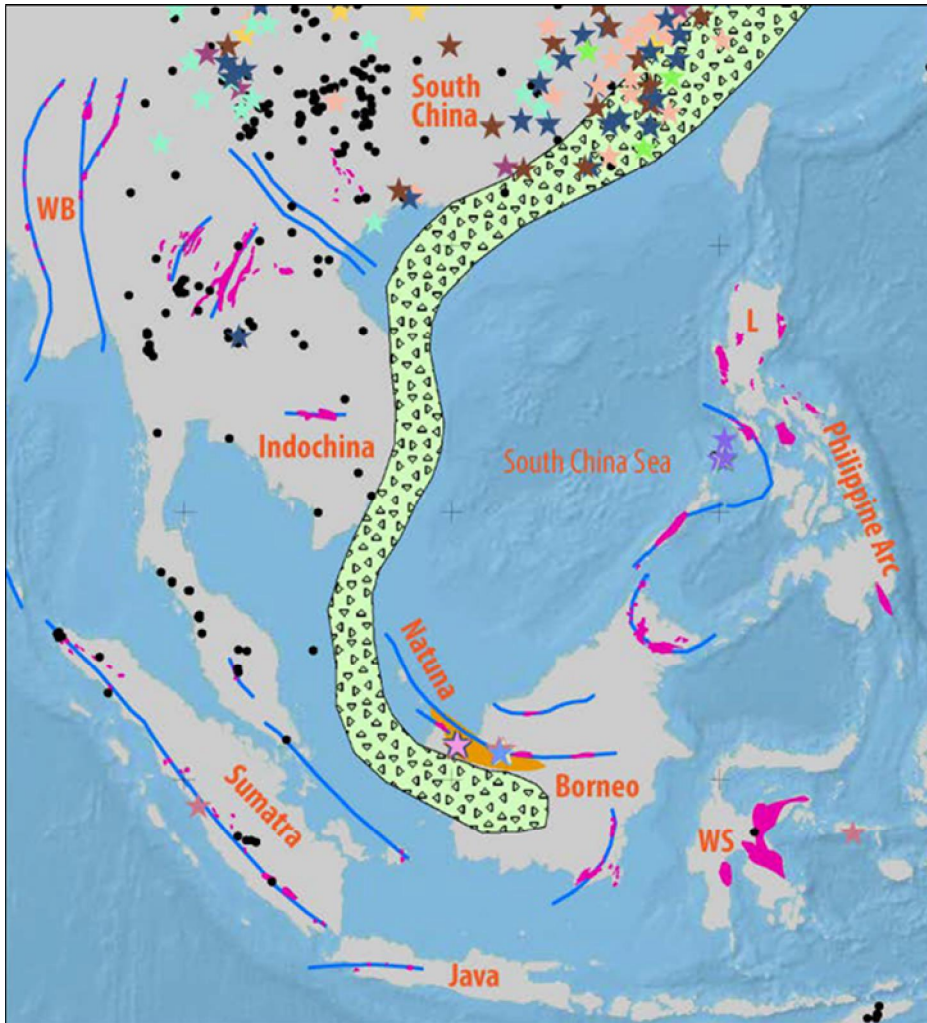 South
China
WB
L
Indochina
South China Sea
Philippine Arc
Natuna
Sumatra
Borneo
WS
Java